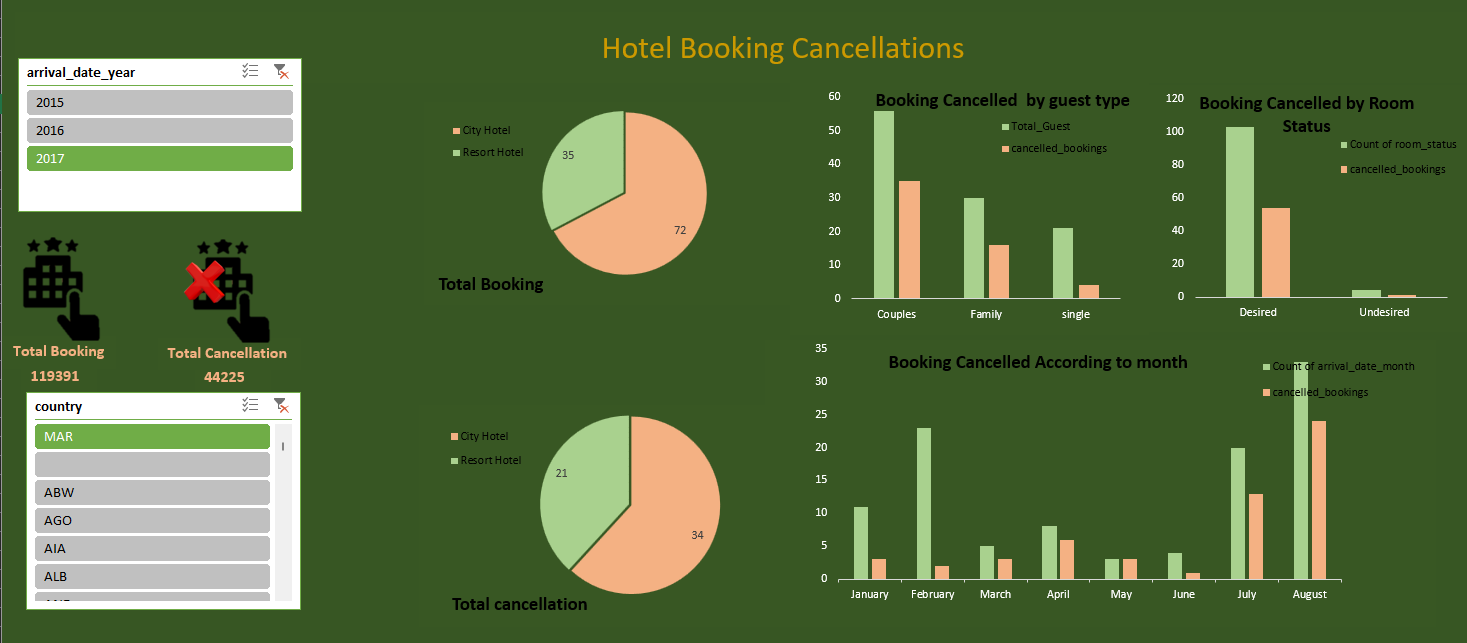 Hotel Booking Cancellations
arrival_date_year
2015
2016
2017
Total Booking
119391
Total Cancellation
44225
country
MAR
ABW
AGO
AIA
ALB
City Hotel
Resort Hotel
35
72
Total Booking
City Hotel
Resort Hotel
21
34
Total cancellation
Booking Cancelled by guest type
Total_Guest
cancelled_bookings
60
50
40
30
20
10
0
Couples Family single
Booking Cancelled by Room
Status
Count of room_status
cancelled_bookings
120
100
80
60
40
20
0
Desired Undesired
Booking Cancelled According to month
Count of arrival_date_month
cancelled_bookings
35
30
25
20
15
10
5
0
January February March April May June July August